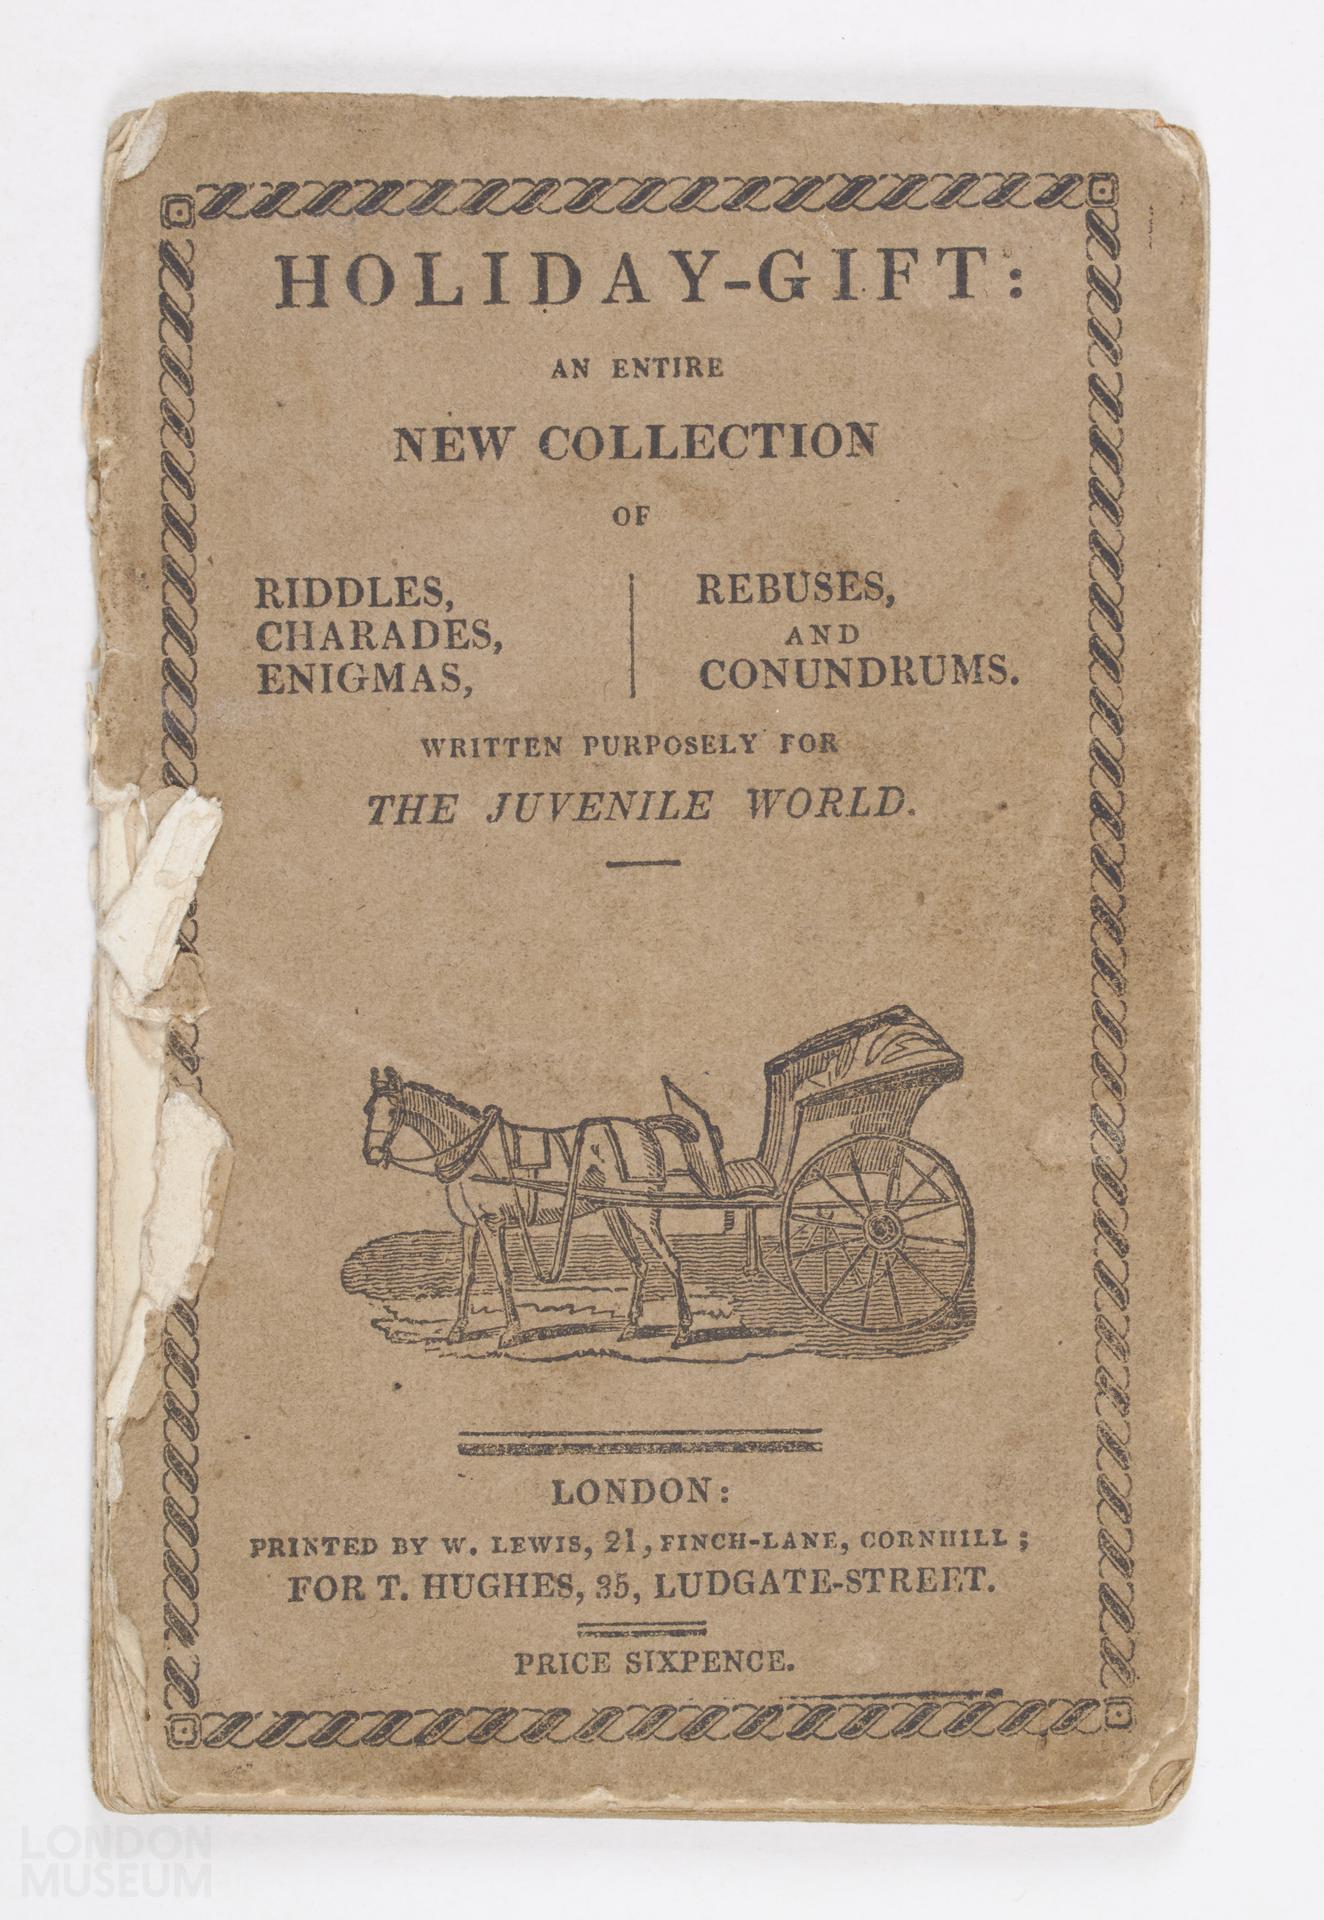 HOLIDAY-GIFT:
AN ENTIRE
NEW COLLECTION
OF
RIDDLES,
CHARADES,
ENIGMAS,
REBUSES,
AND
CONUNDRUMS.
WRITTEN PURPOSELY FOR
THE JUVENILE WORLD.
LONDON:
PRINTED BY W. LEWIS, 21, FINCH-LANE, CORNHILL;
FOR T. HUGHES, 35, LUDGATE-STREET.
PRICE SIXPENCE.
LONDON
MUSEUM